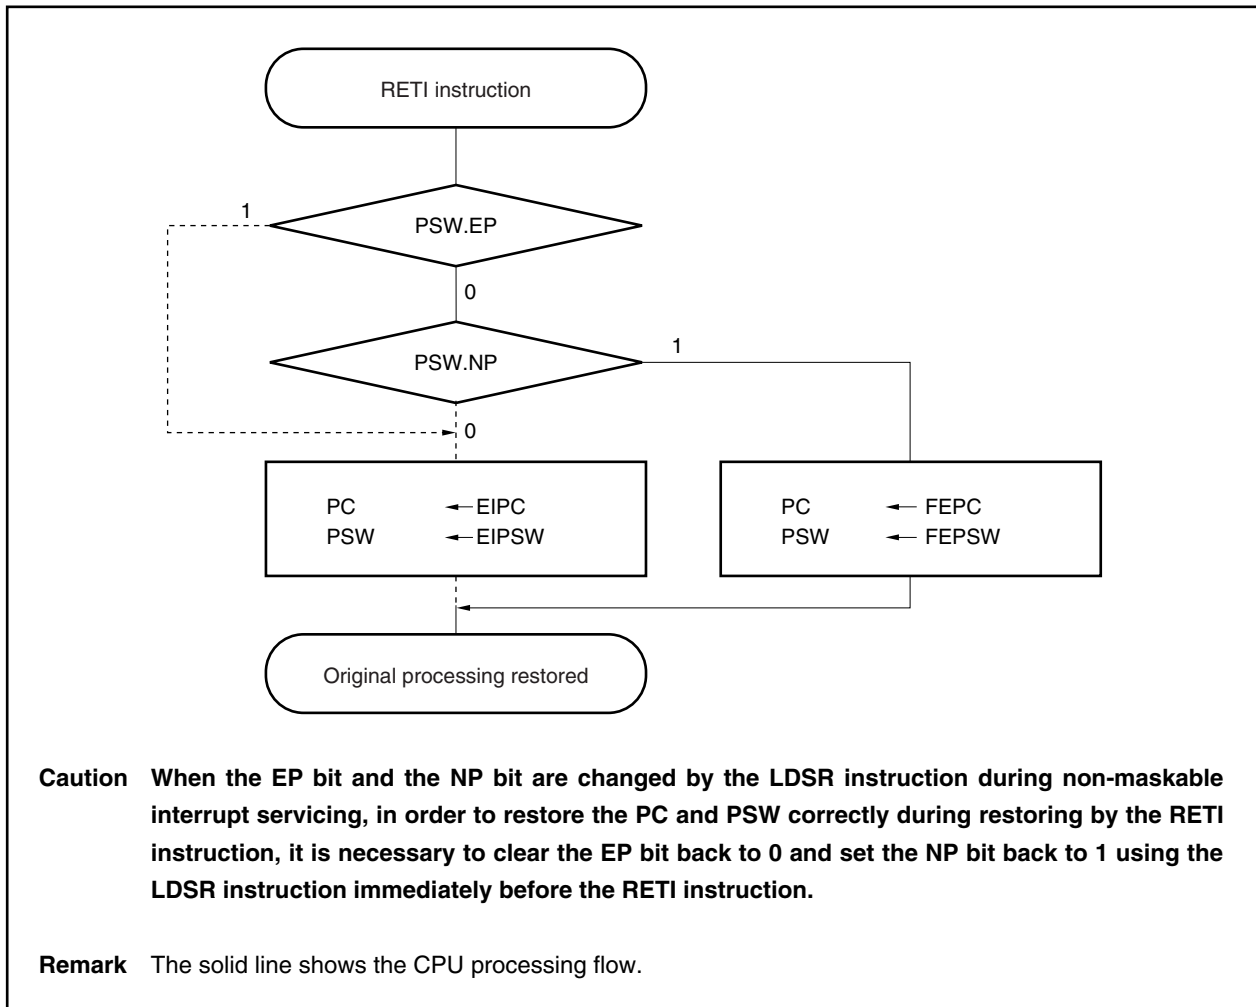 RETI instruction
1
PSW.EP
0
PSW.NP
1
0
PC ← EIPC
PSW ← EIPSW
PC ← FEPC
PSW ← FEPSW
Original processing restored
Caution When the EP bit and the NP bit are changed by the LDSR instruction during non-maskable
interrupt servicing, in order to restore the PC and PSW correctly during restoring by the RETI
instruction, it is necessary to clear the EP bit back to 0 and set the NP bit back to 1 using the
LDSR instruction immediately before the RETI instruction.
Remark The solid line shows the CPU processing flow.